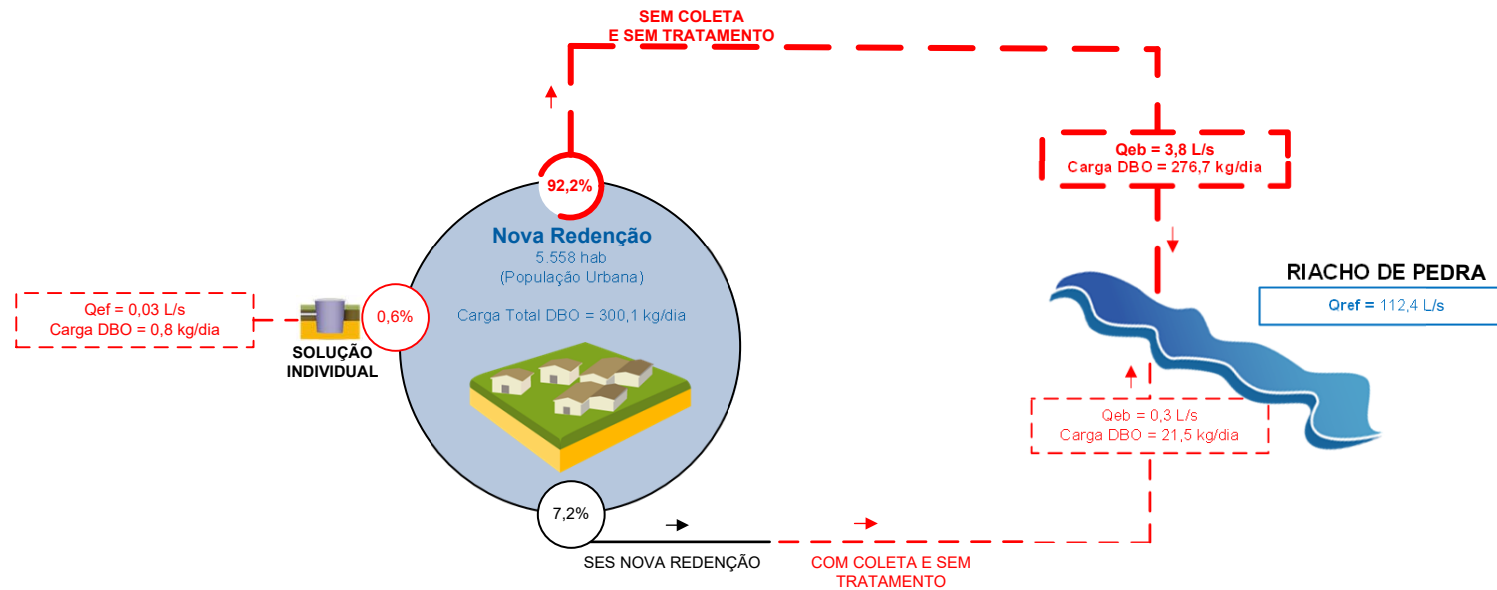 SEM COLETA
E SEM TRATAMENTO
Qeb = 3,8 L/s
Carga DBO = 276,7 kg/dia
92,2%
Nova Redenção
5.558 hab
(População Urbana)
Carga Total DBO = 300,1 kg/dia
RIACHO DE PEDRA
Qref = 112,4 L/s
Qef = 0,03 L/s
Carga DBO = 0,8 kg/dia
0,6%
SOLUÇÃO
INDIVIDUAL
Qeb = 0,3 L/s
Carga DBO = 21,5 kg/dia
7,2%
SES NOVA REDENÇÃO
COM COLETA E SEM
TRATAMENTO